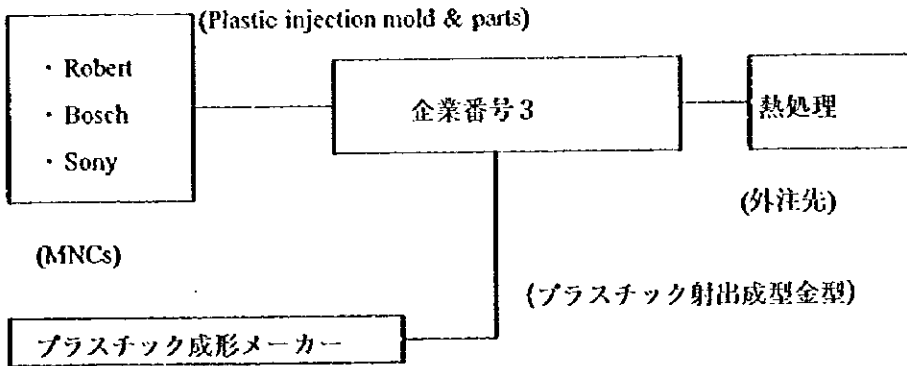 (Plastic injection mold & parts)
・ Robert
・ Bosch
・ Sony
企業番号3
熱処理
(外注先)
(MNCs)
(プラスチック射出成型金型)
プラスチック成形メーカー